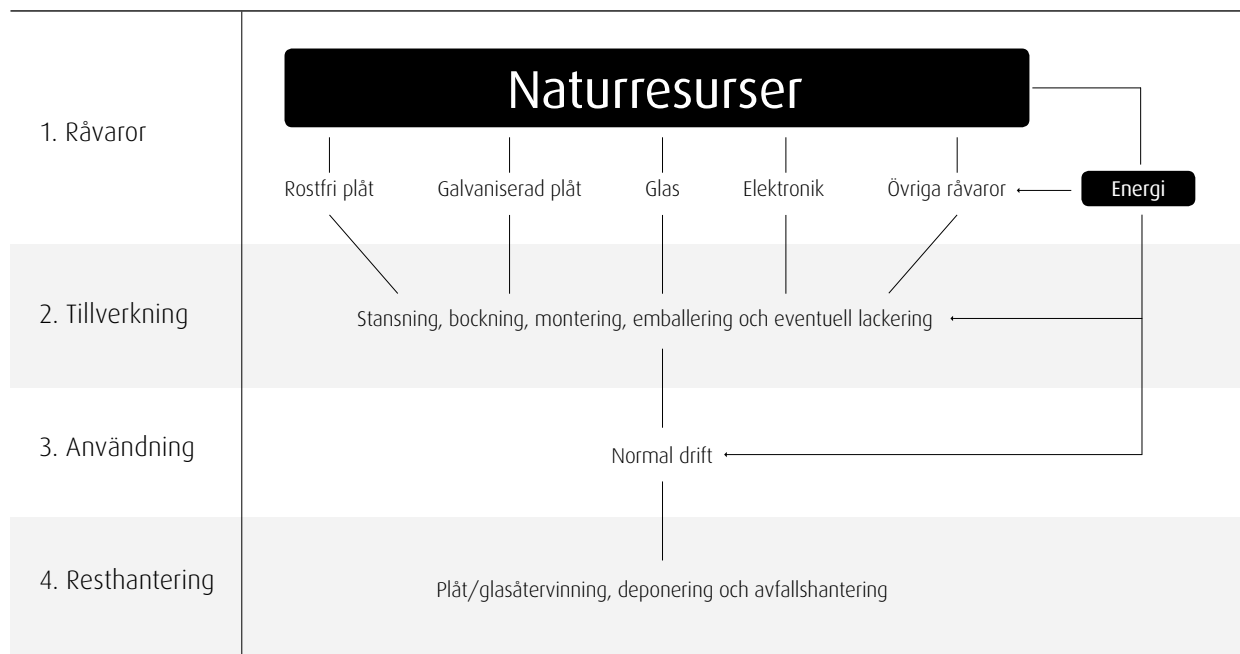 Naturresurser
1. Råvaror
Rostfri plåt
Galvaniserad plåt
Glas
Elektronik
Övriga råvaror
Energi
2. Tillverkning
Stansning, bockning, montering, emballering och eventuell lackering
3. Användning
Normal drift
4. Resthantering
Plåt/glasåtervinning, deponering och avfallshantering